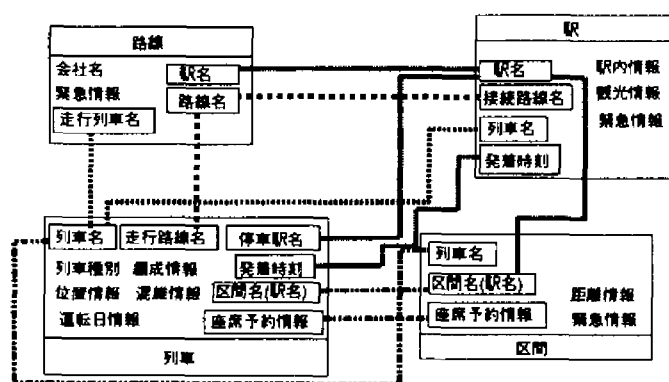 路線
会社名 駅名
緊急情報 路線名
走行列車名
駅
駅名 駅内情報
接続路線名 観光情報
列車名 緊急情報
発着時刻
列車名 走行路線名 停車駅名
列車種別 編成情報 発着時刻
位置情報 混雑情報 区間名(駅名)
運転日情報 座席予約情報
列車
列車名
区間名(駅名) 距離情報
座席予約情報 緊急情報
区間